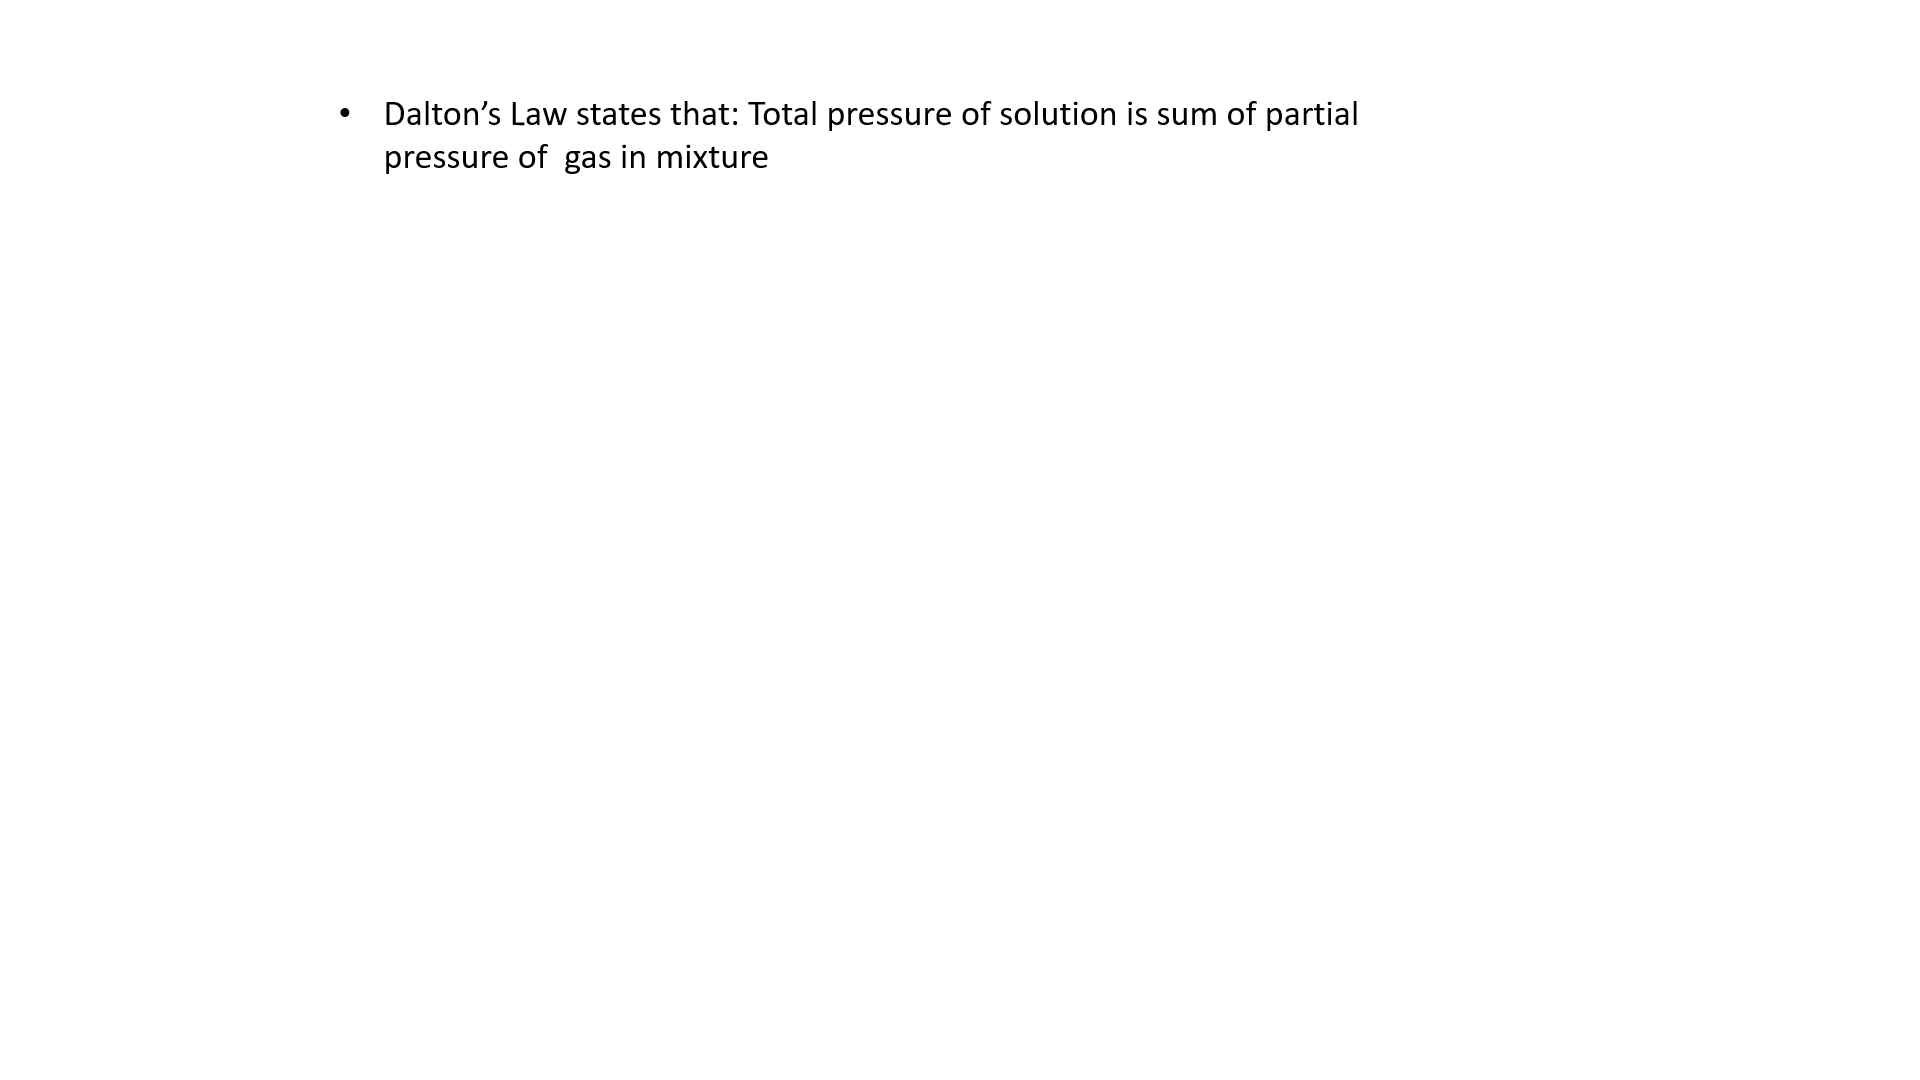 • Dalton’s Law states that: Total pressure of solution is sum of partial
pressure of  gas in mixture